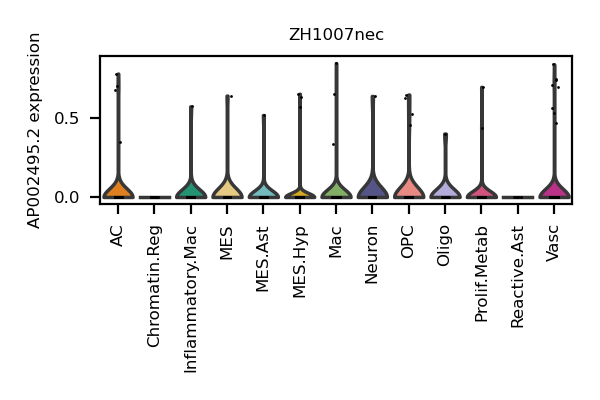 ZH1007nec
AP002495.2 expression
0.5
0.0
AC
Chromatin.Reg
Inflammatory.Mac
MES
MES.Ast
MES.Hyp
Mac
Neuron
OPC
Oligo
Prolif.Metab
Reactive.Ast
Vasc